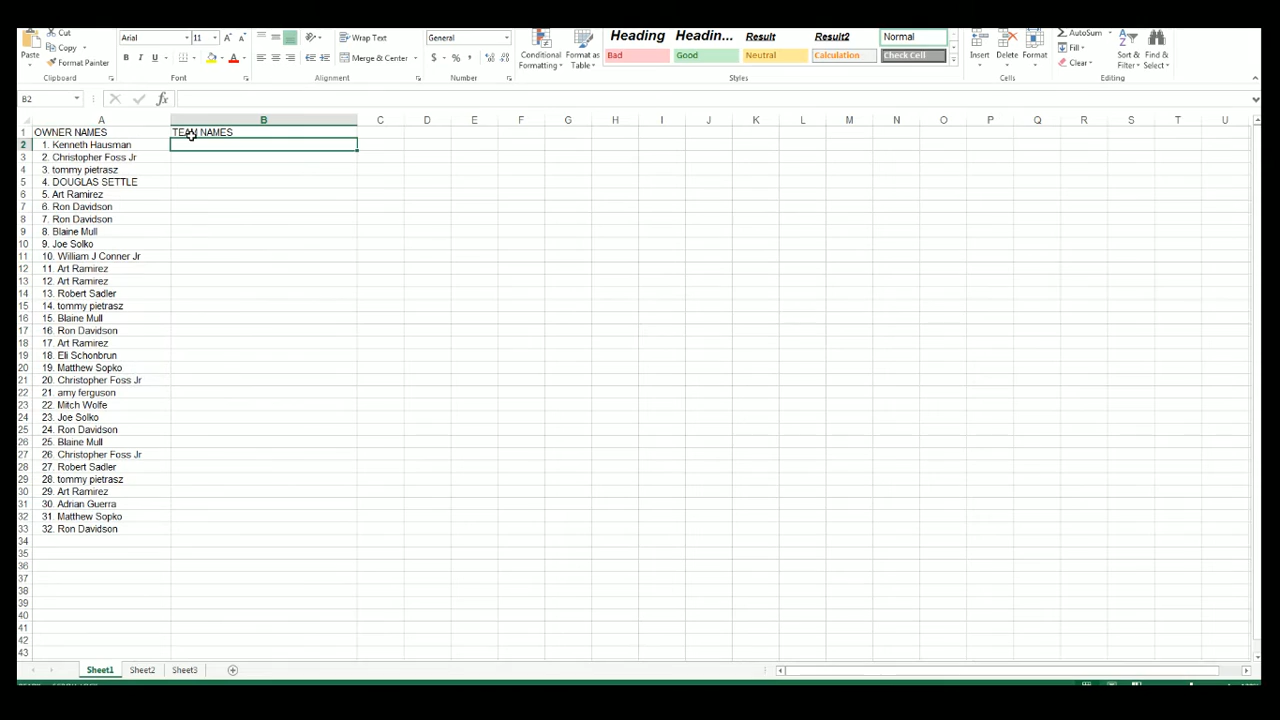 Cut
Copy
Paste
Format Painter
Clipboard
Arial 11
B I U
Font
Wrap Text
Merge & Center
Alignment
General
$ % ,
Number
Conditional Formatting
Format as Table
Heading Headin... Result Result2 Normal
Bad Good Neutral Calculation Check Cell
Styles
Insert Delete Format
Cells
AutoSum
Fill
Clear
Sort & Filter
Find & Select
Editing
B2
fx
A B C D E F G H I J K L M N O P Q R S T U
1 OWNER NAMES TEAM NAMES
2 1. Kenneth Hausman
3 2. Christopher Foss Jr
4 3. tommy pietrasz
5 4. DOUGLAS SETTLE
6 5. Art Ramirez
7 6. Ron Davidson
8 7. Ron Davidson
9 8. Blaine Mull
10 9. Joe Solko
11 10. William J Conner Jr
12 11. Art Ramirez
13 12. Art Ramirez
14 13. Robert Sadler
15 14. tommy pietrasz
16 15. Blaine Mull
17 16. Ron Davidson
18 17. Art Ramirez
19 18. Eli Schonbrun
20 19. Matthew Sopko
21 20. Christopher Foss Jr
22 21. amy ferguson
23 22. Mitch Wolfe
24 23. Joe Solko
25 24. Ron Davidson
26 25. Blaine Mull
27 26. Christopher Foss Jr
28 27. Robert Sadler
29 28. tommy pietrasz
30 29. Art Ramirez
31 30. Adrian Guerra
32 31. Matthew Sopko
33 32. Ron Davidson
34
35
36
37
38
39
40
41
42
43
Sheet1 Sheet2 Sheet3